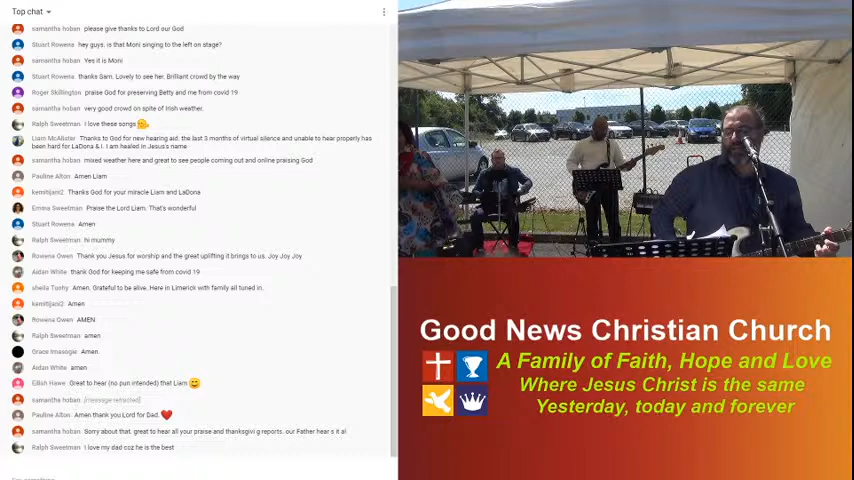 Top chat
samantha hoban please give thanks to Lord our God
Stuart Rowena hey guys. is that Moni singing to the left on stage?
samantha hoban Yes it is Moni
Stuart Rowena thanks Sam. Lovely to see her. Brilliant crowd by the way
Roger Skillington praise God for preserving Betty and me from covid 19
samantha hoban very good crowd on spite of Irish weather.
Ralph Sweetman I love these songs
Liam McAlister Thanks to God for new hearing aid. the last 3 months of virtual silence and unable to hear properly has
been hard for LaDona & I. I am healed in Jesus's name
samantha hoban mixed weather here and great to see people coming out and online praising God
Pauline Alton Amen Liam
kemitijani2 Thanks God for your miracle Liam and LaDona
Emma Sweetman Praise the Lord Liam. That's wonderful
Stuart Rowena Amen
Ralph Sweetman hi mummy
Rowena Owen Thank you Jesus for worship and the great uplifting it brings to us. Joy Joy Joy
Aidan White thank God for keeping me safe from covid 19
sheila Tuohy Amen. Grateful to be alive. Here in Limerick with family all tuned in.
kemitijani2 Amen
Rowena Owen AMEN
Ralph Sweetman amen
Grace Imasogie Amen.
Aidan White amen
Eilish Hawe Great to hear (no pun intended) that Liam
samantha hoban [message retracted]
Pauline Alton Amen thank you Lord for Dad.
samantha hoban Sorry about that. great to hear all your praise and thanksgivi g reports. our Father hear s it al
Ralph Sweetman I love my dad coz he is the best
Good News Christian Church
A Family of Faith, Hope and Love
Where Jesus Christ is the same
Yesterday, today and forever